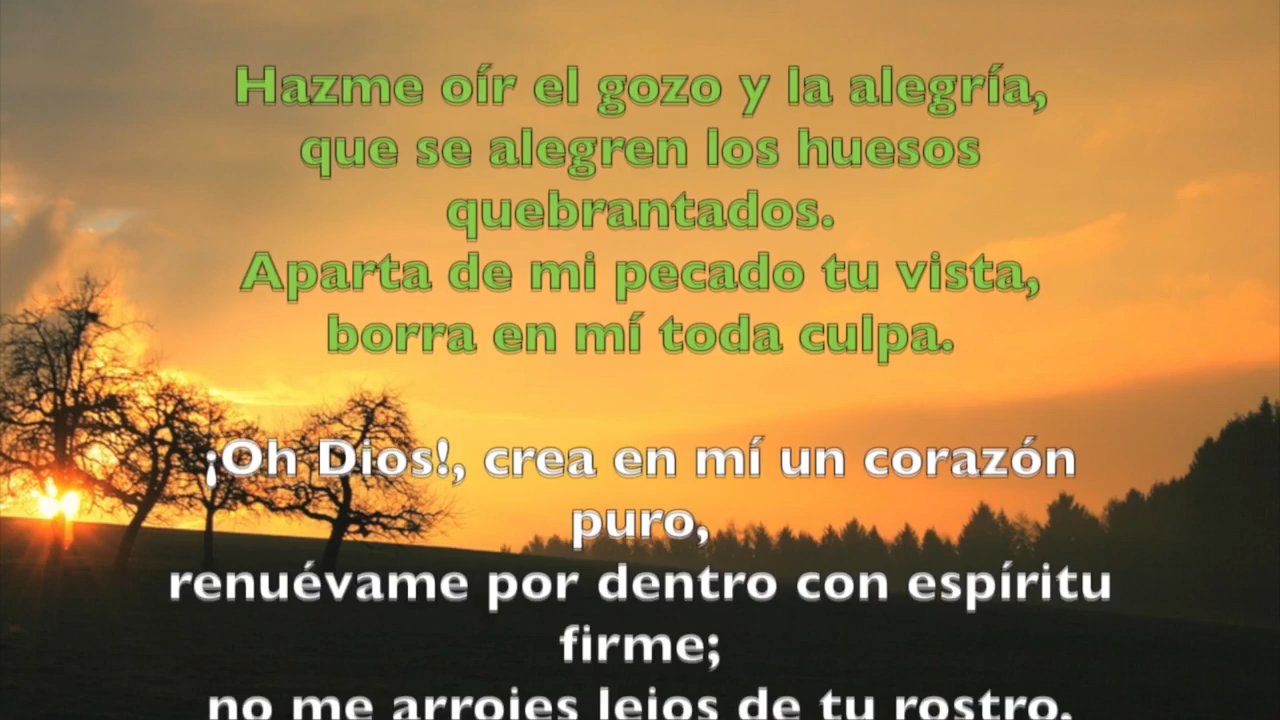 Hazme oír el gozo y la alegría,
que se alegren los huesos
quebrantados.
Aparta de mi pecado tu vista,
borra en mí toda culpa.
¡Oh Dios!, crea en mí un corazón
puro,
renuévame por dentro con espíritu
firme;
no me arrojes lejos de tu rostro,